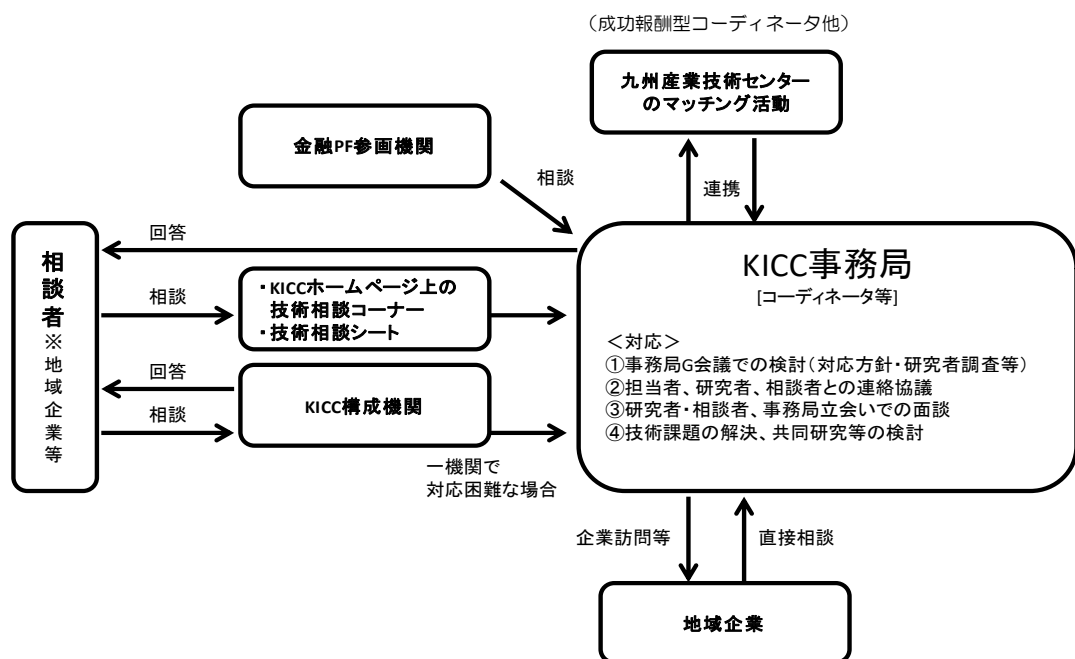 （成功報酬型コーディネータ他）
九州産業技術センター
のマッチング活動
金融PF参画機関
相談
連携
回答
相談者
※地域企業等
相談
・KICCホームページ上の
技術相談コーナー
・技術相談シート
回答
相談
KICC構成機関
一機関で
対応困難な場合
KICC事務局
[コーディネータ等]
＜対応＞
①事務局G会議での検討（対応方針・研究者調査等）
②担当者、研究者、相談者との連絡協議
③研究者・相談者、事務局立会いでの面談
④技術課題の解決、共同研究等の検討
企業訪問等
直接相談
地域企業